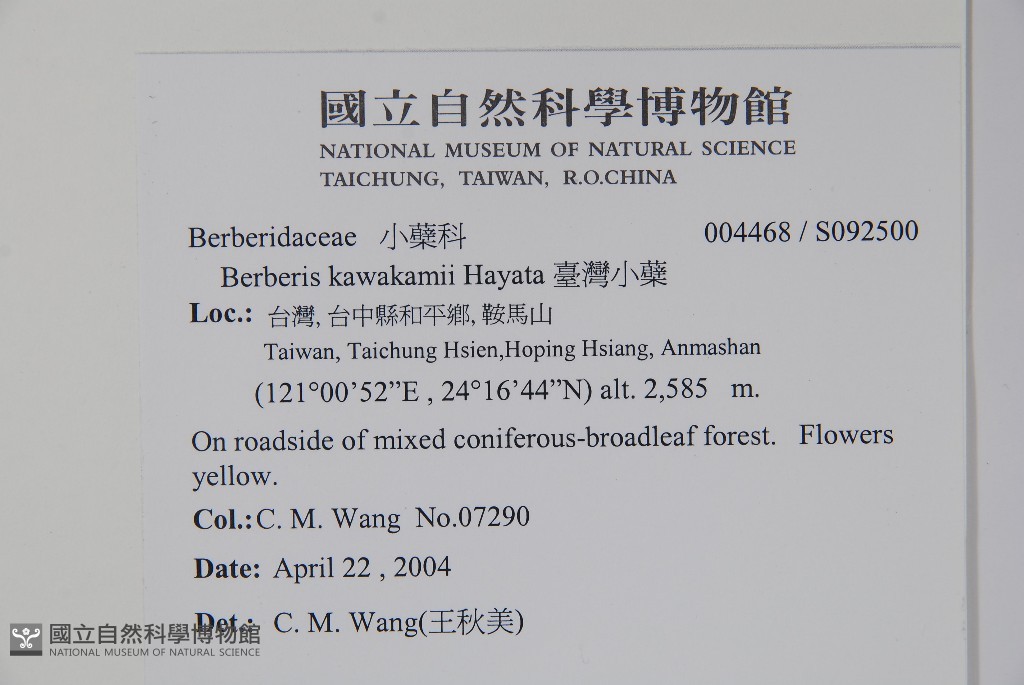 國立自然科學博物館
NATIONAL MUSEUM OF NATURAL SCIENCE
TAICHUNG, TAIWAN, R.O.CHINA
Berberidaceae 小蘗科 004468 / S092500
Berberis kawakamii Hayata 臺灣小蘗
Loc.: 台灣, 台中縣和平鄉, 鞍馬山
Taiwan, Taichung Hsien,Hoping Hsiang, Anmashan
(121°00’52”E , 24°16’44”N) alt. 2,585 m.
On roadside of mixed coniferous-broadleaf forest. Flowers
yellow.
Col.: C. M. Wang No.07290
Date: April 22 , 2004
Det.: C. M. Wang(王秋美)
國立自然科學博物館
NATIONAL MUSEUM OF NATURAL SCIENCE